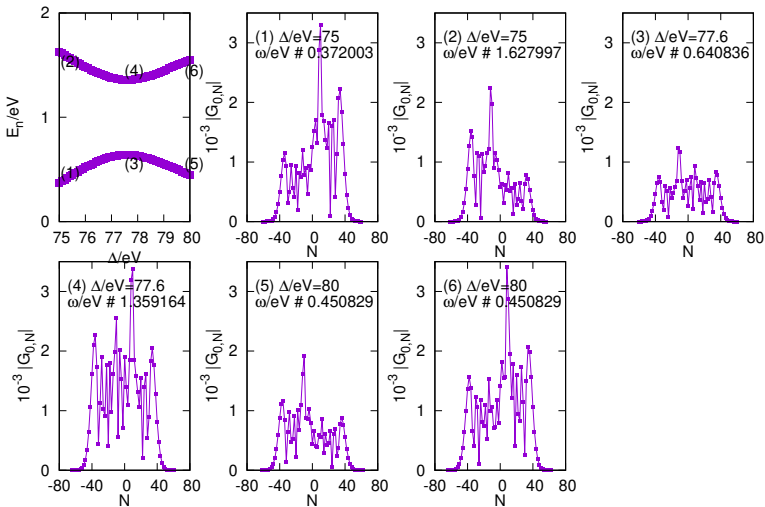 2
1
0
E_n/eV
(2)
(4)
(6)
(1)
(3)
(5)
75 76 77 78 79 80
Δ/eV
(1) Δ/eV=75
ω/eV # 0.372003
10^-3 |G_0,N|
3
2
1
0
-80 -40 0 40 80
N
(2) Δ/eV=75
ω/eV # 1.627997
10^-3 |G_0,N|
3
2
1
0
-80 -40 0 40 80
N
(3) Δ/eV=77.6
ω/eV # 0.640836
10^-3 |G_0,N|
3
2
1
0
-80 -40 0 40 80
N
(4) Δ/eV=77.6
ω/eV # 1.359164
10^-3 |G_0,N|
3
2
1
0
-80 -40 0 40 80
N
(5) Δ/eV=80
ω/eV # 0.450829
10^-3 |G_0,N|
3
2
1
0
-80 -40 0 40 80
N
(6) Δ/eV=80
ω/eV # 0.450829
10^-3 |G_0,N|
3
2
1
0
-80 -40 0 40 80
N